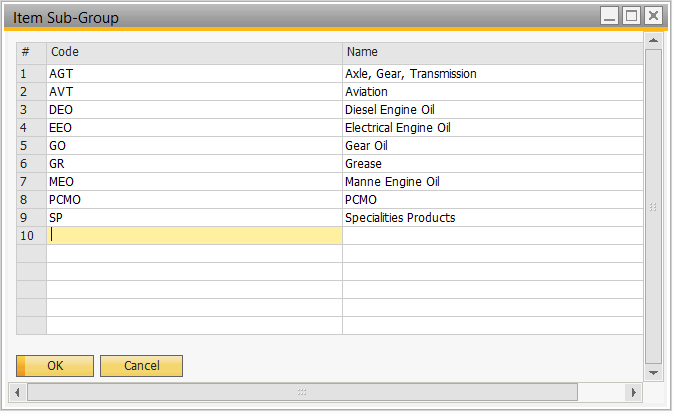 Item Sub-Group
# Code Name
1 AGT Axle, Gear, Transmission
2 AVT Aviation
3 DEO Diesel Engine Oil
4 EEO Electrical Engine Oil
5 GO Gear Oil
6 GR Grease
7 MEO Manne Engine Oil
8 PCMO PCMO
9 SP Specialities Products
10
OK Cancel